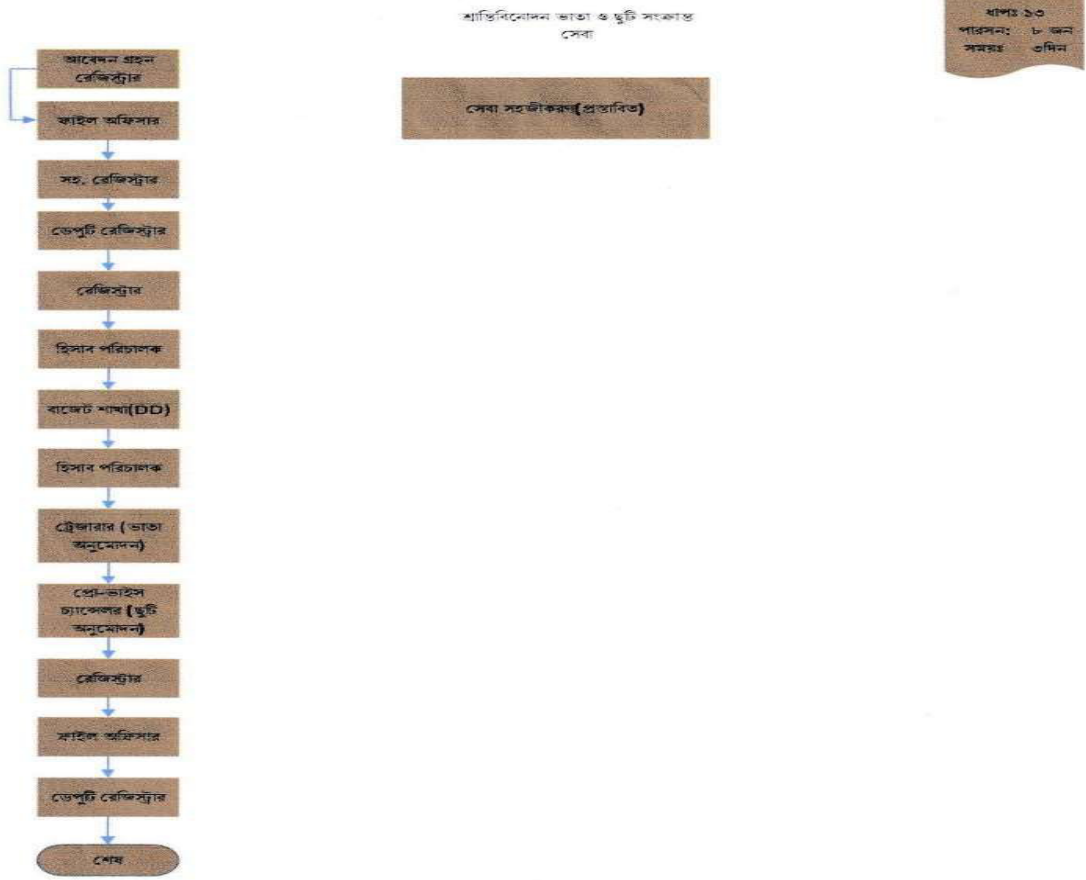 শ্রান্তিবিনোদন ভাতা ও ছুটি সংক্রান্ত
সেবা
ধাপঃ ১৩
পারসন: ৮ জন
সময়ঃ ৩দিন
সেবা সহজীকরণ(প্রস্তাবিত)
আবেদন গ্রহন
রেজিস্ট্রার
ফাইল অফিসার
সহ. রেজিস্ট্রার
ডেপুটি রেজিস্ট্রার
রেজিস্ট্রার
হিসাব পরিচালক
বাজেট শাখা(DD)
হিসাব পরিচালক
ট্রেজারার (ভাতা
অনুমোদন)
প্রো-ভাইস
চ্যান্সেলর (ছুটি
অনুমোদন)
রেজিস্ট্রার
ফাইল অফিসার
ডেপুটি রেজিস্ট্রার
শেষ